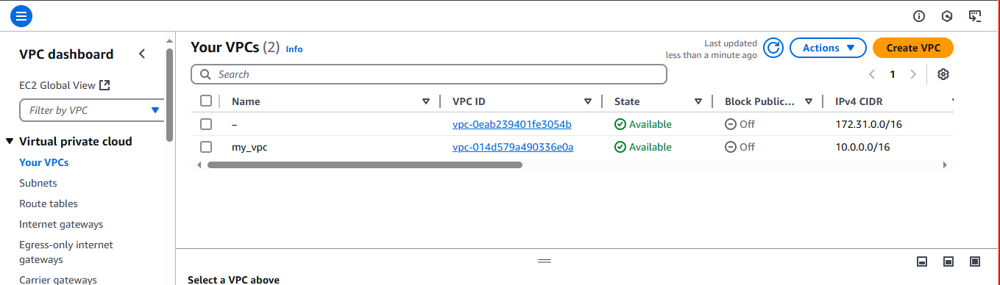 VPC dashboard
EC2 Global View
Filter by VPC
Virtual private cloud
Your VPCs
Subnets
Route tables
Internet gateways
Egress-only internet
gateways
Carrier gateways
Your VPCs (2) Info
Last updated
less than a minute ago
Actions
Create VPC
Search
1
Name VPC ID State Block Public... IPv4 CIDR
– vpc-0eab239401fe3054b Available Off 172.31.0.0/16
my_vpc vpc-014d579a490336e0a Available Off 10.0.0.0/16
Select a VPC above